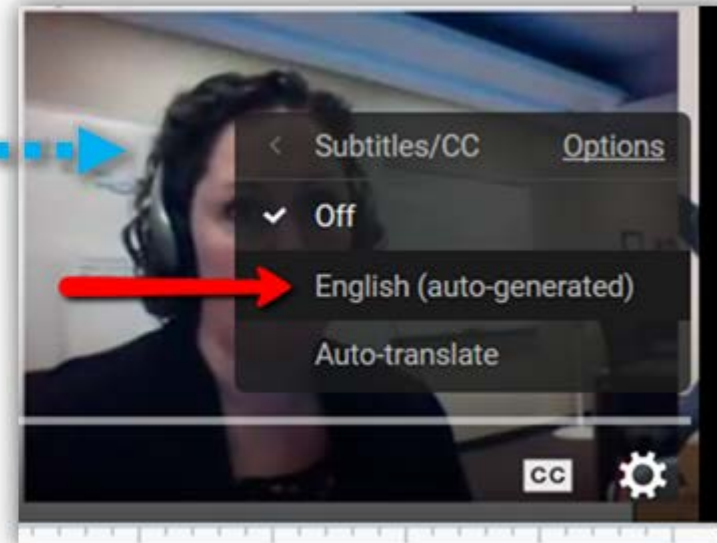 Subtitles/CC Options
Off
English (auto-generated)
Auto-translate
CC